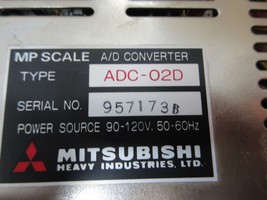 MP SCALE A/D CONVERTER
TYPE ADC-02D
SERIAL NO. 957173B
POWER SOURCE 90-120V. 50-60Hz
MITSUBISHI
HEAVY INDUSTRIES, LTD.